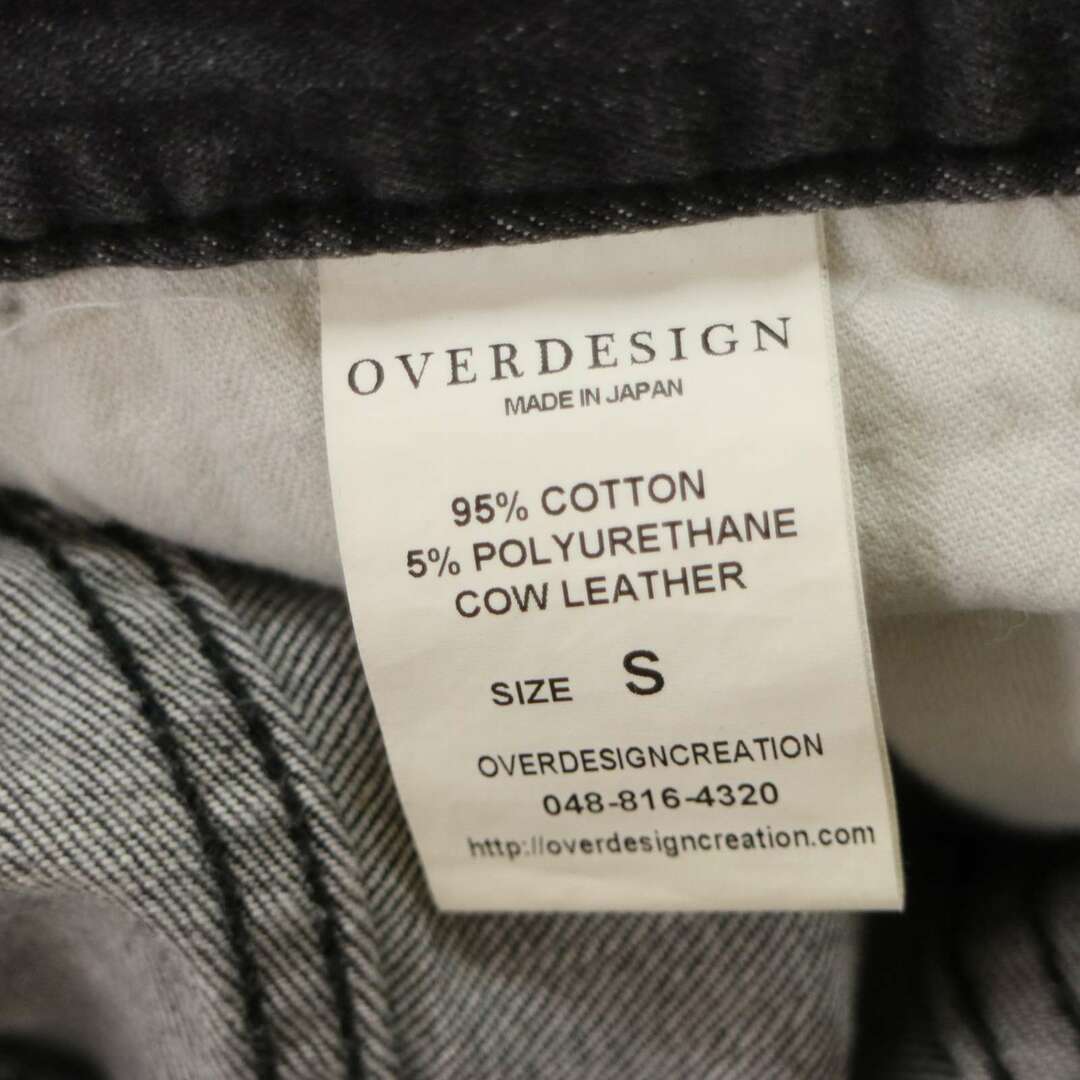 OVERDESIGN
MADE IN JAPAN
95% COTTON
5% POLYURETHANE
COW LEATHER
SIZE S
OVERDESIGNCREATION
048-816-4320
http://overdesigncreation.com